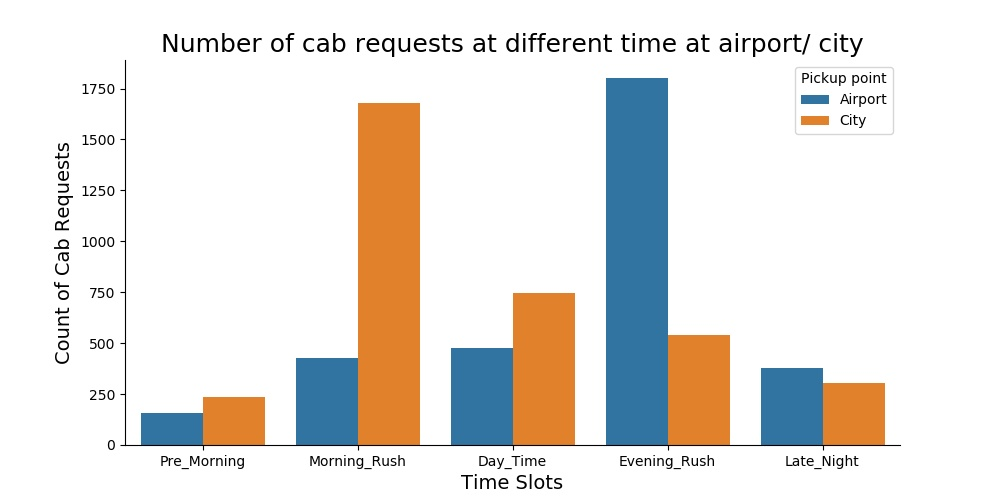 Number of cab requests at different time at airport/ city
Pickup point
Airport
City
Count of Cab Requests
1750
1500
1250
1000
750
500
250
0
Pre_Morning Morning_Rush Day_Time Evening_Rush Late_Night
Time Slots